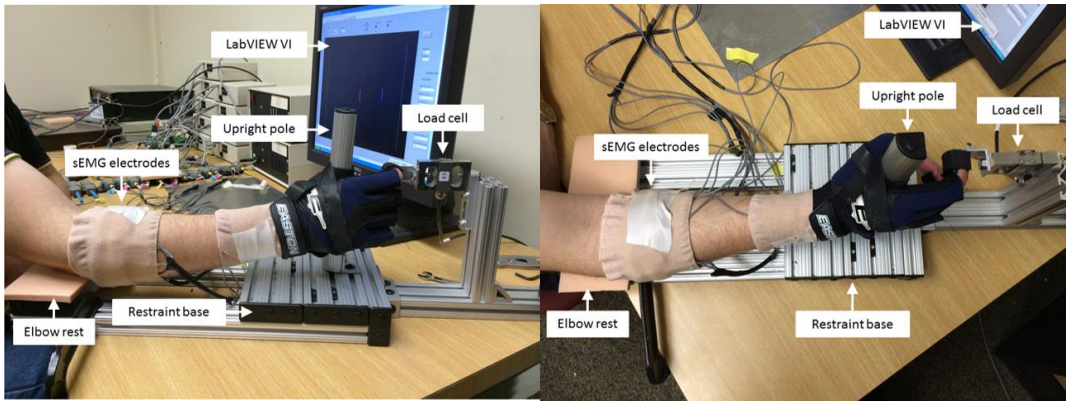 LabVIEW VI
Upright pole
Load cell
sEMG electrodes
EASTON
Restraint base
Elbow rest
LabVIEW VI
Upright pole
Load cell
sEMG electrodes
EASTON
Elbow rest
Restraint base